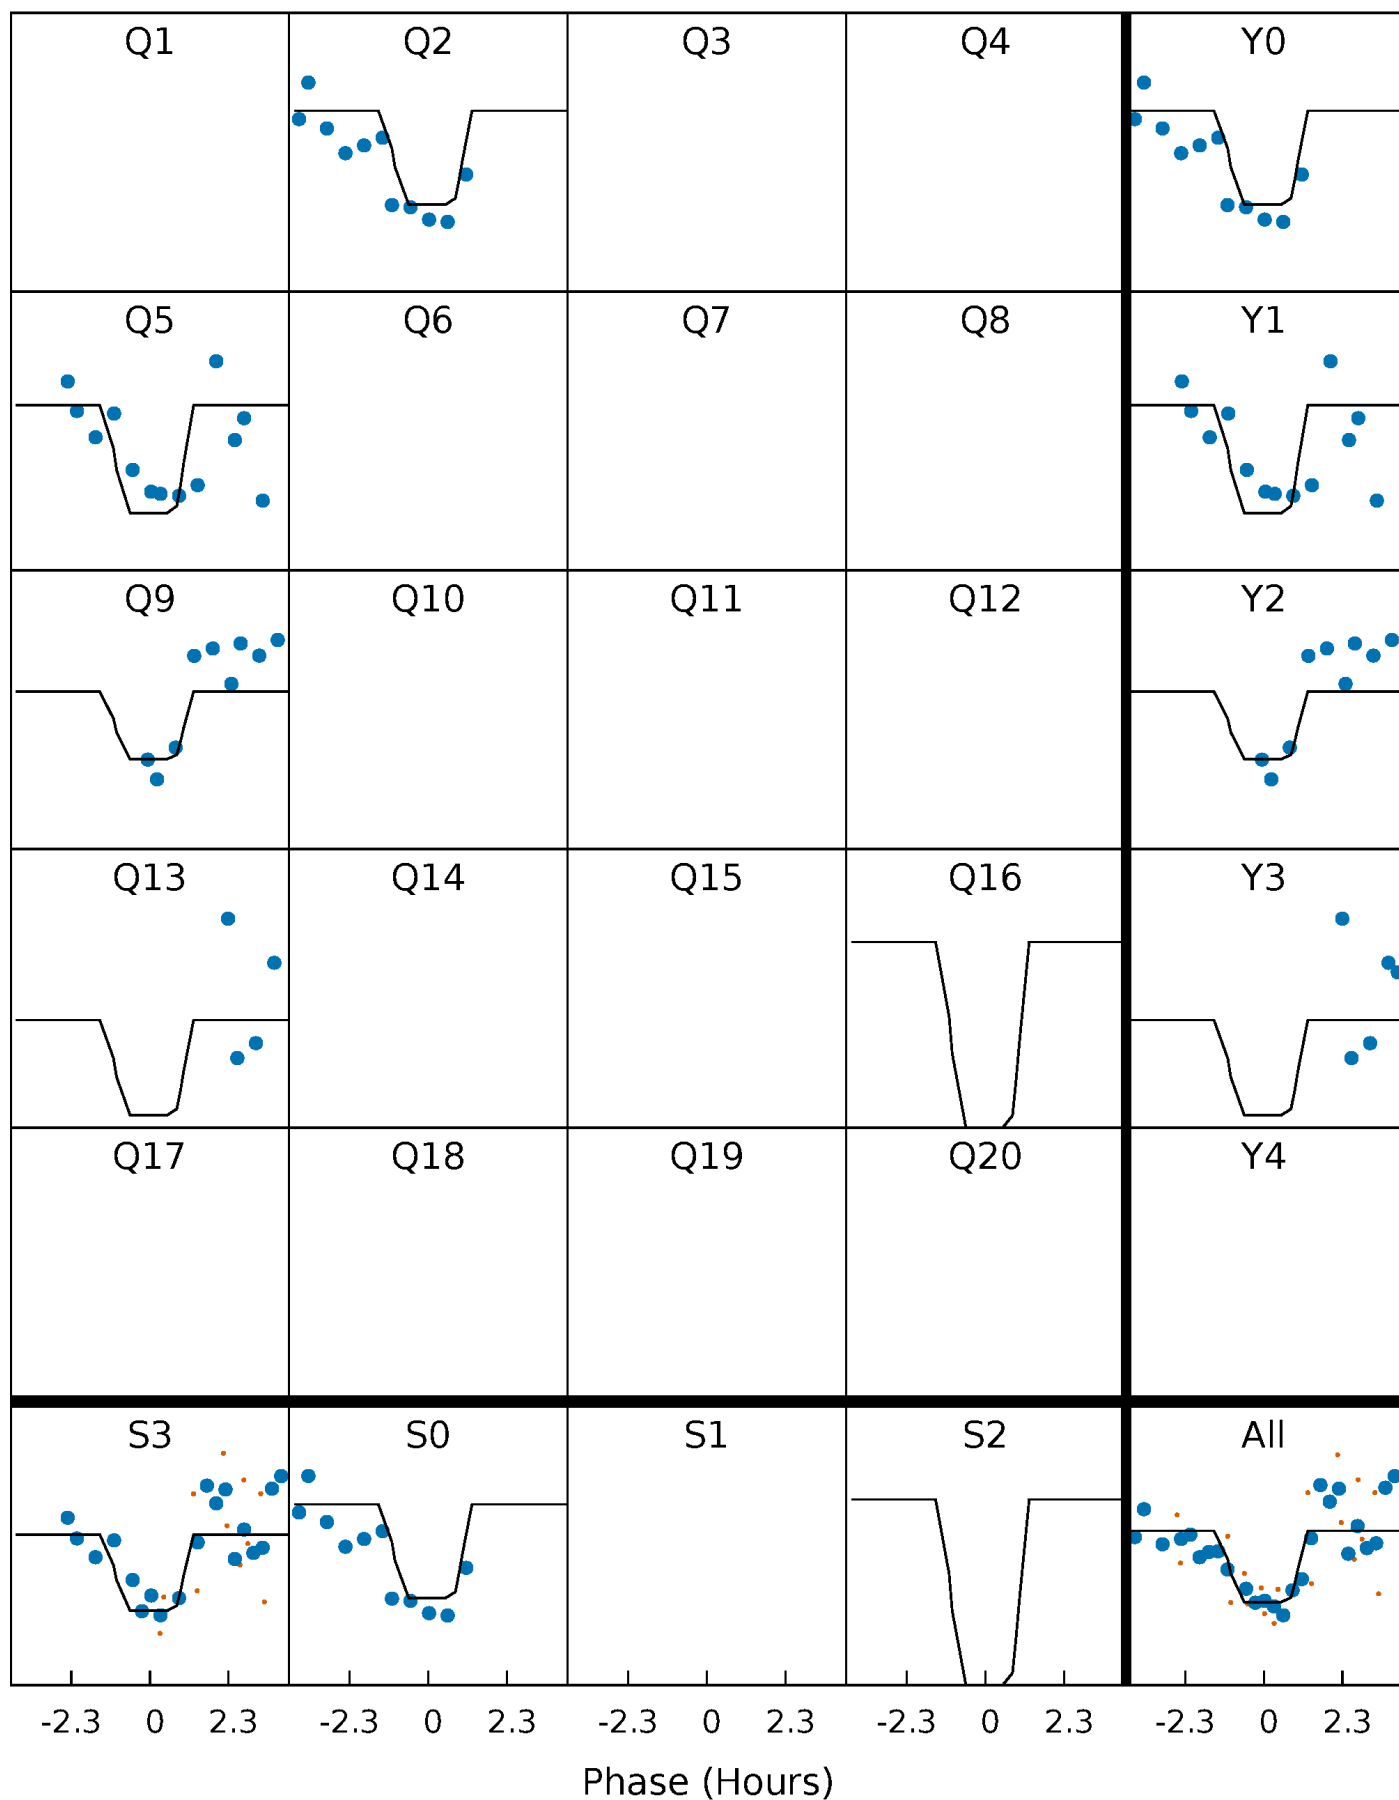 Q1 Q2 Q3 Q4 Y0
Q5 Q6 Q7 Q8 Y1
Q9 Q10 Q11 Q12 Y2
Q13 Q14 Q15 Q16 Y3
Q17 Q18 Q19 Q20 Y4
S3 S0 S1 S2 All
-2.3 0 2.3 -2.3 0 2.3 -2.3 0 2.3 -2.3 0 2.3 -2.3 0 2.3
Phase (Hours)